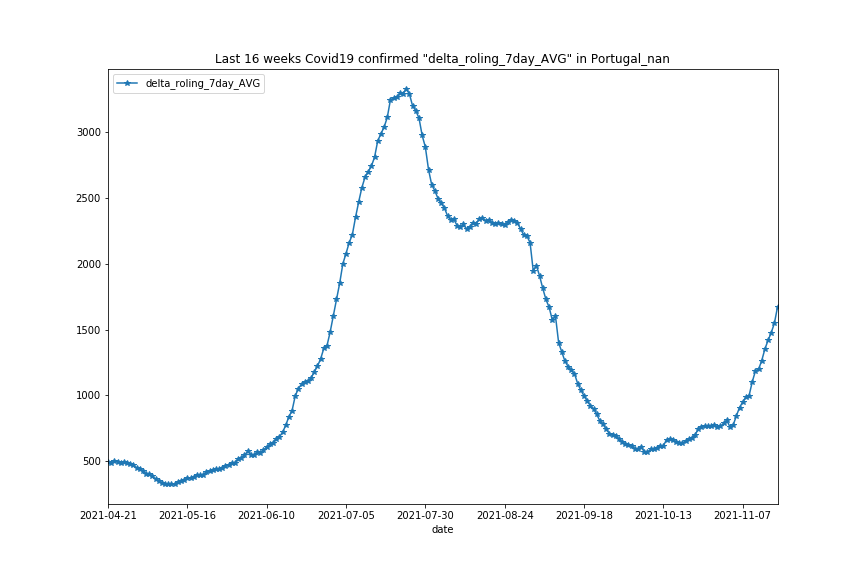 Last 16 weeks Covid19 confirmed "delta_roling_7day_AVG" in Portugal_nan
delta_roling_7day_AVG
3000
2500
2000
1500
1000
500
2021-04-21 2021-05-16 2021-06-10 2021-07-05 2021-07-30 2021-08-24 2021-09-18 2021-10-13 2021-11-07
date